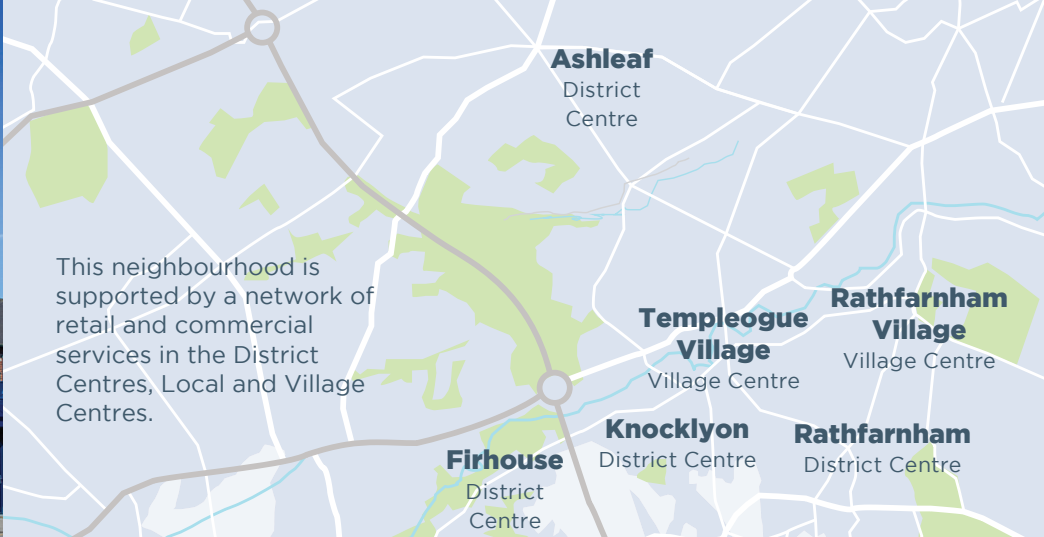 Ashleaf
District
Centre
This neighbourhood is
supported by a network of
retail and commercial
services in the District
Centres, Local and Village
Centres.
Templeogue
Village
Village Centre
Rathfarnham
Village
Village Centre
Knocklyon
District Centre
Rathfarnham
District Centre
Firhouse
District
Centre